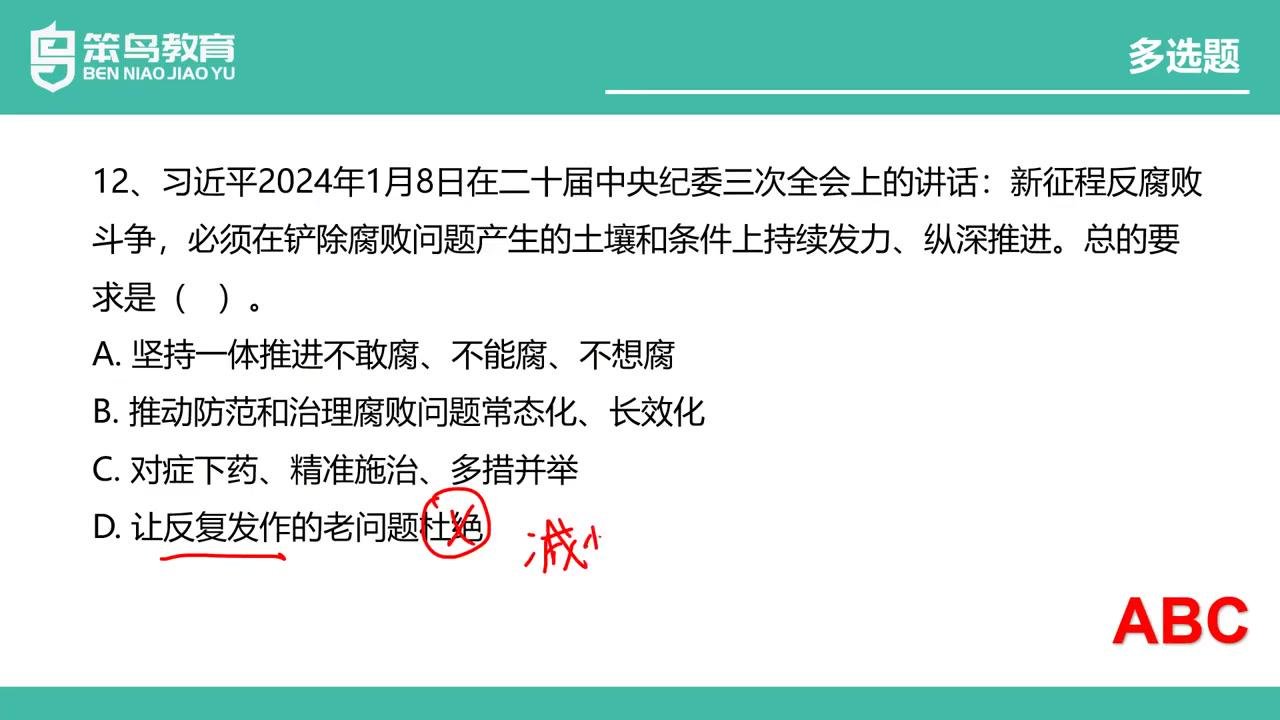 笨鸟教育
BEN NIAO JIAO YU
多选题
12、习近平2024年1月8日在二十届中央纪委三次全会上的讲话：新征程反腐败
斗争，必须在铲除腐败问题产生的土壤和条件上持续发力、纵深推进。总的要
求是（ ）。
A. 坚持一体推进不敢腐、不能腐、不想腐
B. 推动防范和治理腐败问题常态化、长效化
C. 对症下药、精准施治、多措并举
D. 让反复发作的老问题杜绝
减
ABC